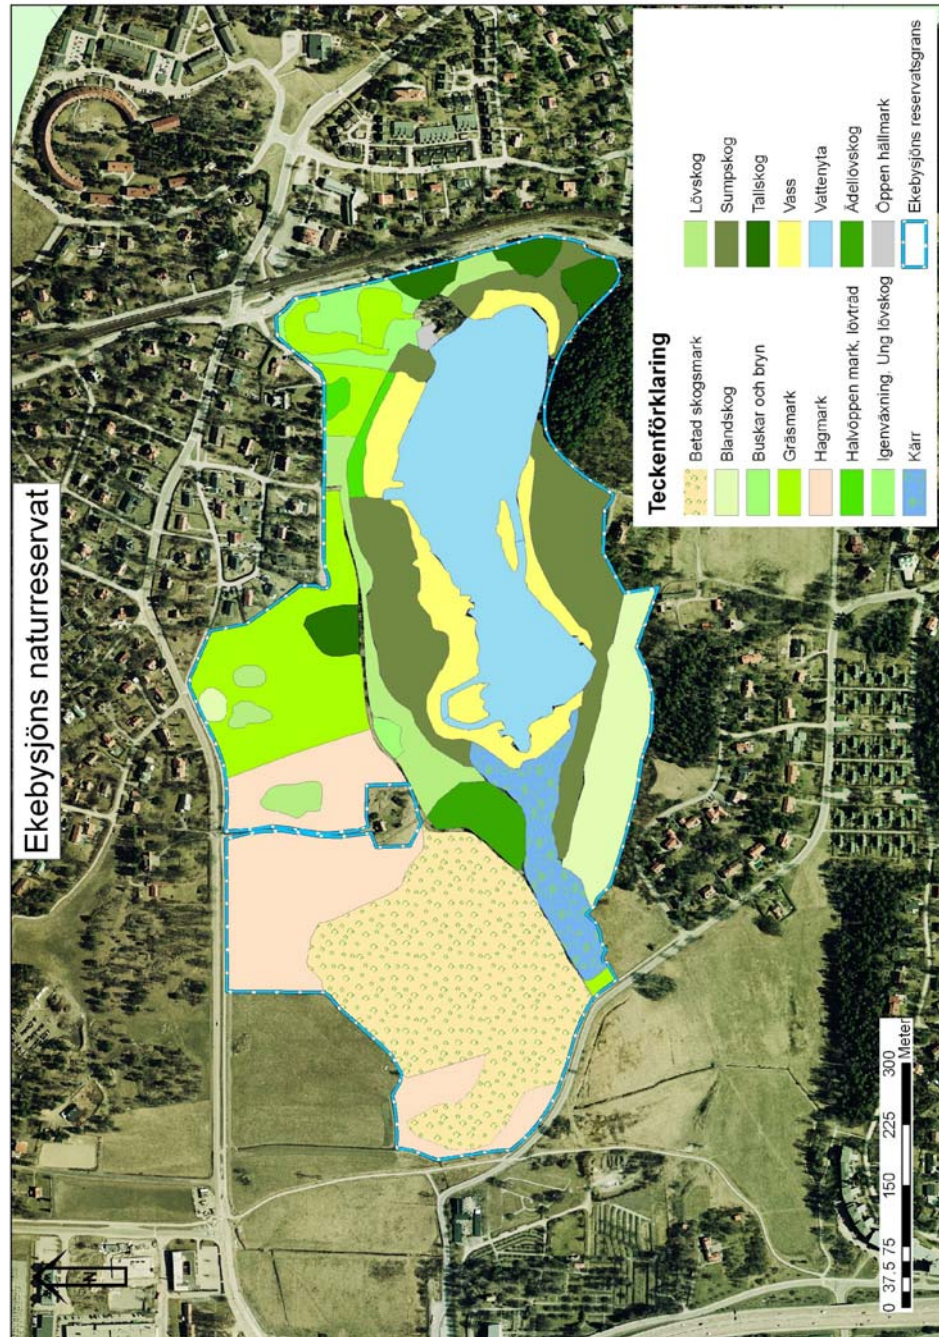 Ekebysjöns naturreservat
N
Teckenförklaring
Betad skogsmark
Blandskog
Buskar och bryn
Gräsmark
Hagmark
Halvöppen mark, lövträd
Igenväxning. Ung lövskog
Kärr
Lövskog
Sumpskog
Tallskog
Vass
Vattenyta
Ädellövskog
Öppen hällmark
Ekebysjöns reservatsgräns
0 37.5 75 150 225 300
Meter